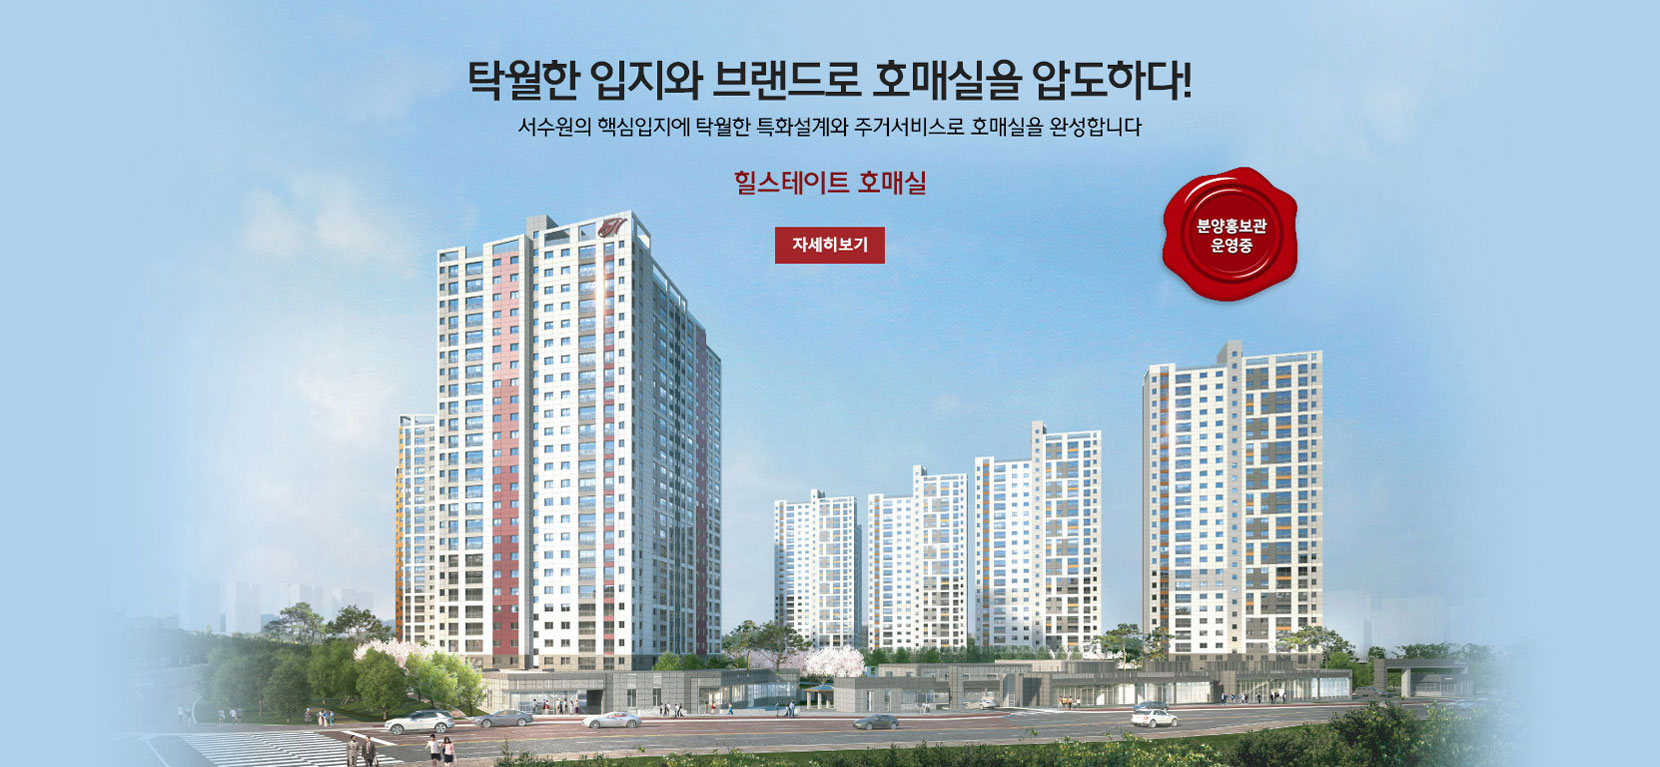 탁월한 입지와 브랜드로 호매실을 압도하다!
서수원의 핵심입지에 탁월한 특화설계와 주거서비스로 호매실을 완성합니다
힐스테이트 호매실
자세히보기
분양홍보관
운영중